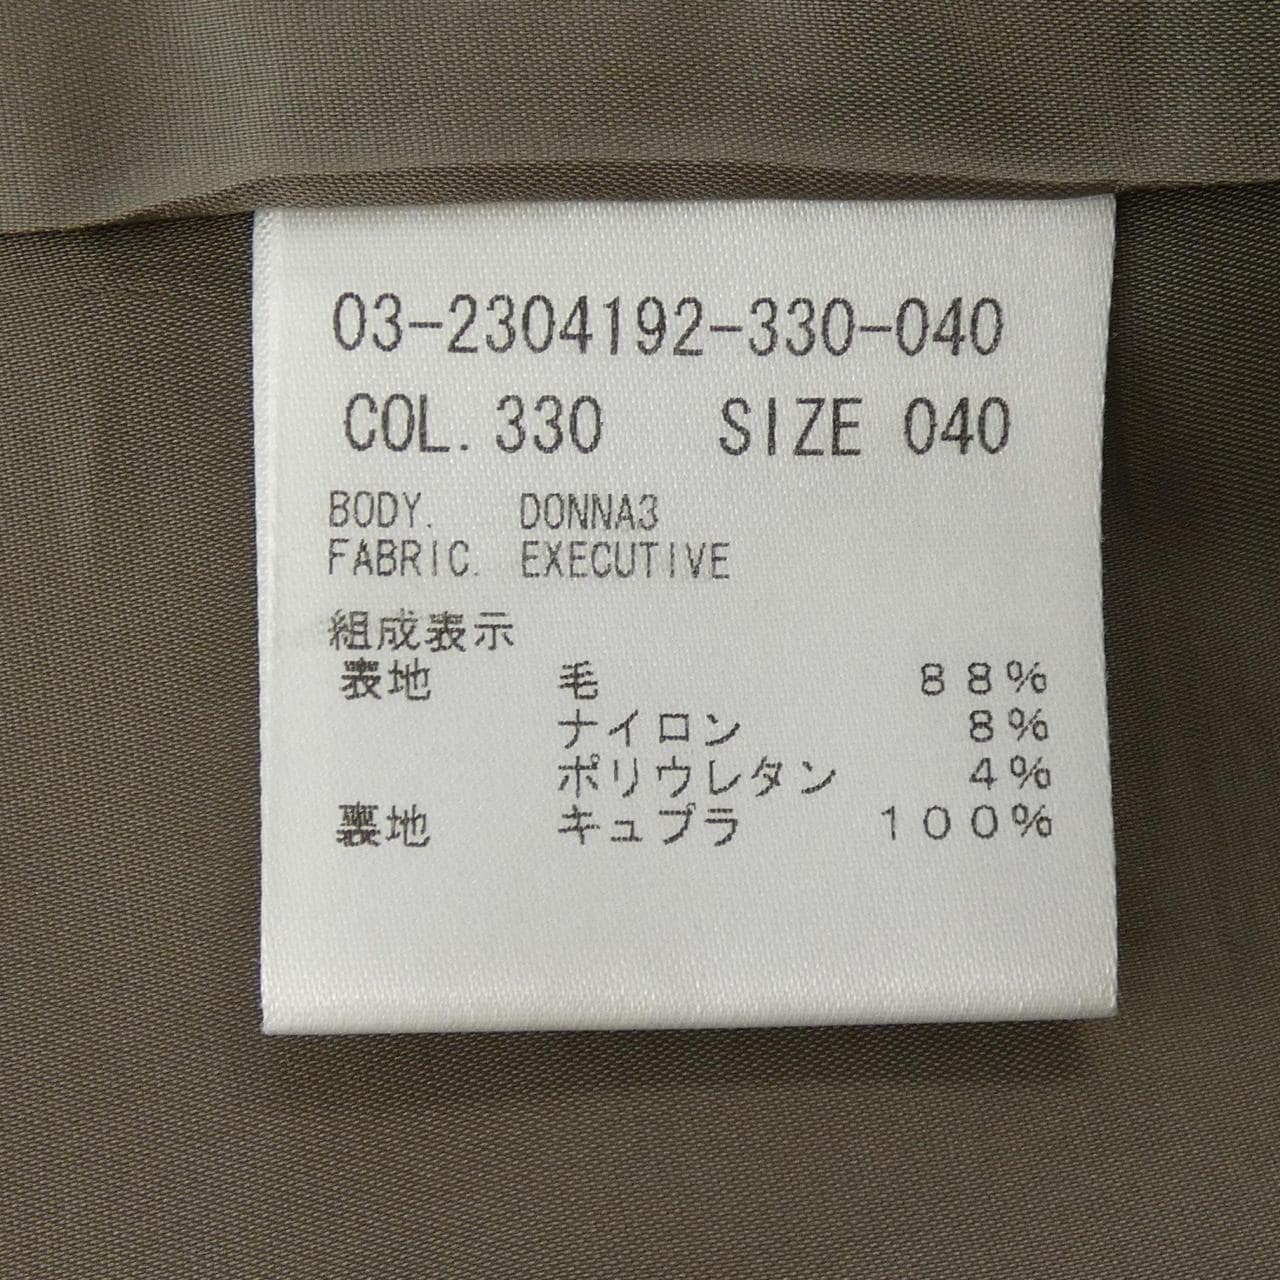 03-2304192-330-040
COL. 330 SIZE 040
BODY. DONNA3
FABRIC. EXECUTIVE
組成表示
表地 毛 88%
ナイロン 8%
ポリウレタン 4%
裏地 キュプラ 100%